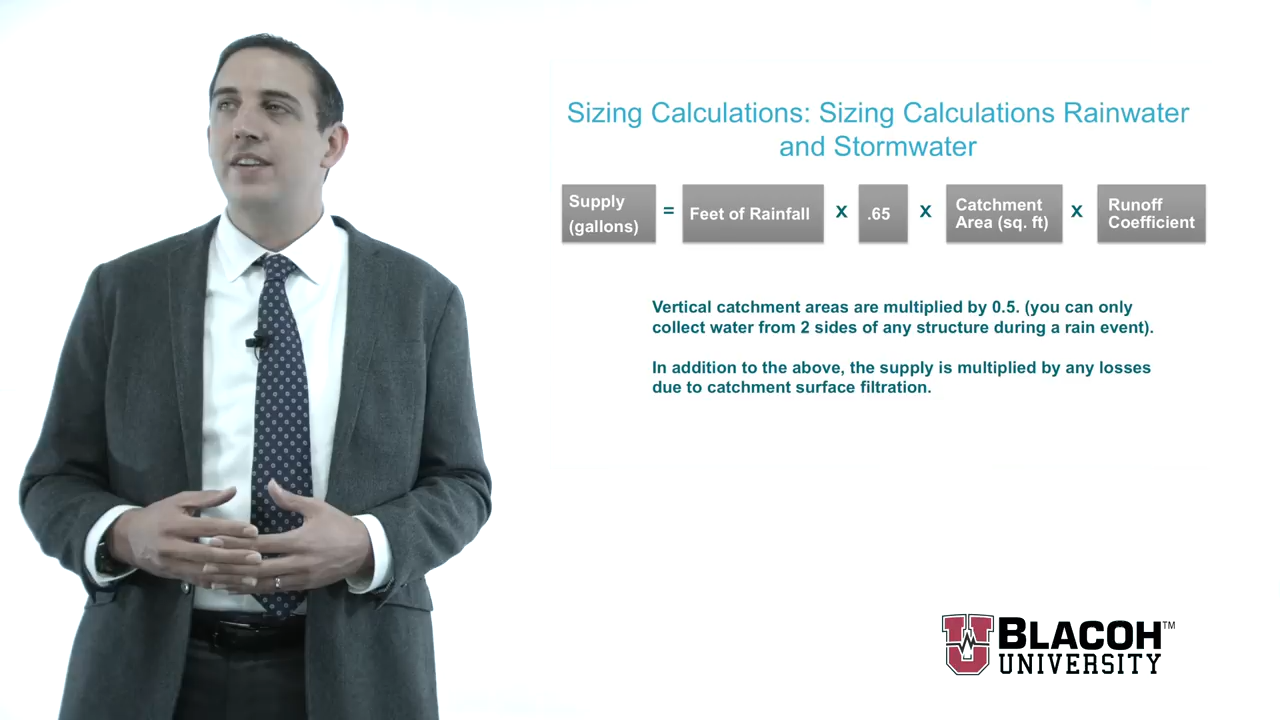 Sizing Calculations: Sizing Calculations Rainwater
and Stormwater
Supply
(gallons)
=
Feet of Rainfall
x
.65
x
Catchment
Area (sq. ft)
x
Runoff
Coefficient
Vertical catchment areas are multiplied by 0.5. (you can only
collect water from 2 sides of any structure during a rain event).
In addition to the above, the supply is multiplied by any losses
due to catchment surface filtration.
U BLACOH™
UNIVERSITY